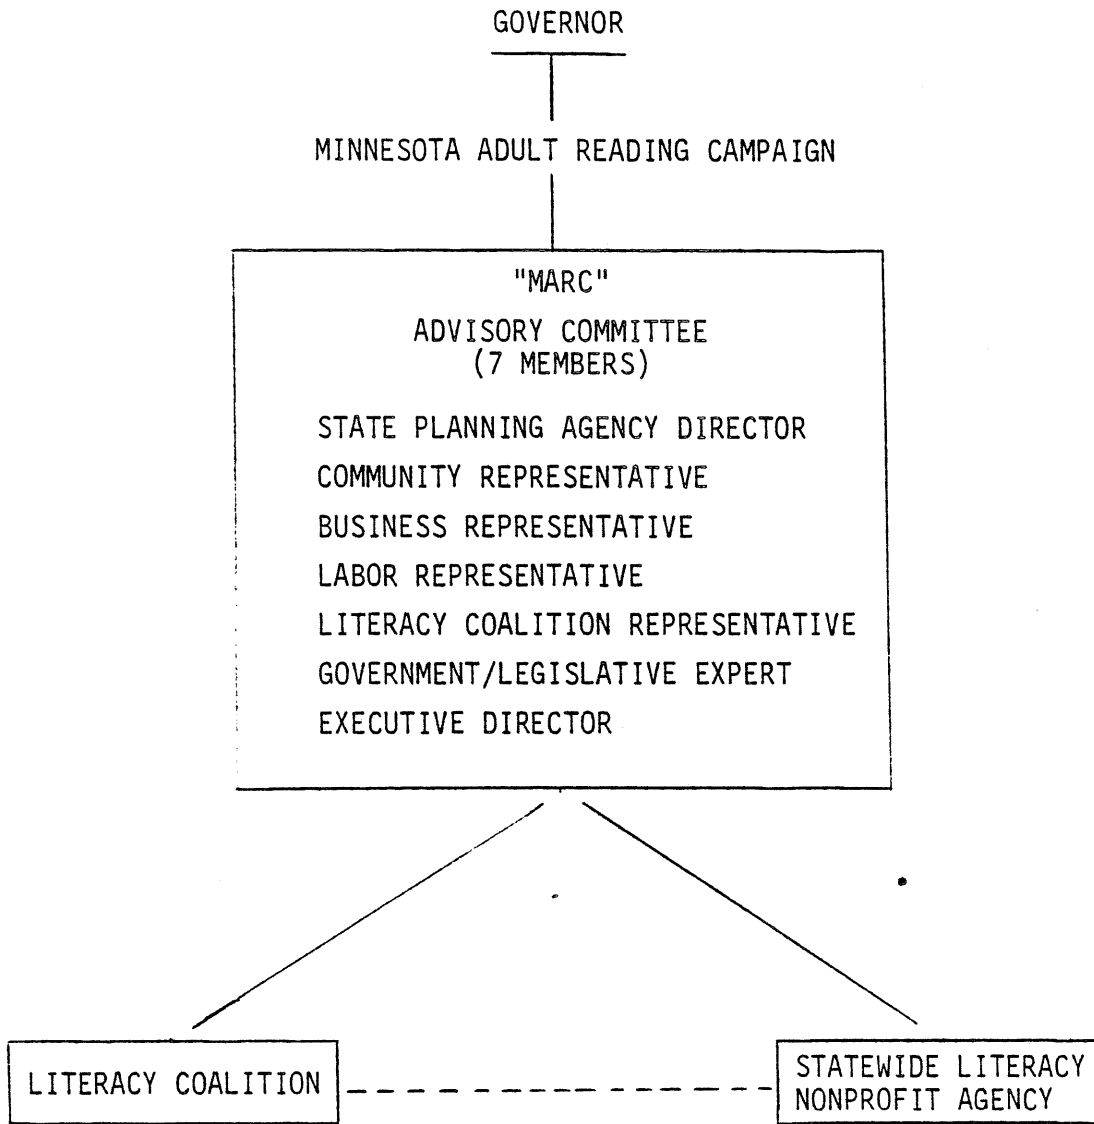 GOVERNOR
MINNESOTA ADULT READING CAMPAIGN
"MARC"
ADVISORY COMMITTEE
(7 MEMBERS)
STATE PLANNING AGENCY DIRECTOR
COMMUNITY REPRESENTATIVE
BUSINESS REPRESENTATIVE
LABOR REPRESENTATIVE
LITERACY COALITION REPRESENTATIVE
GOVERNMENT/LEGISLATIVE EXPERT
EXECUTIVE DIRECTOR
LITERACY COALITION
STATEWIDE LITERACY
NONPROFIT AGENCY